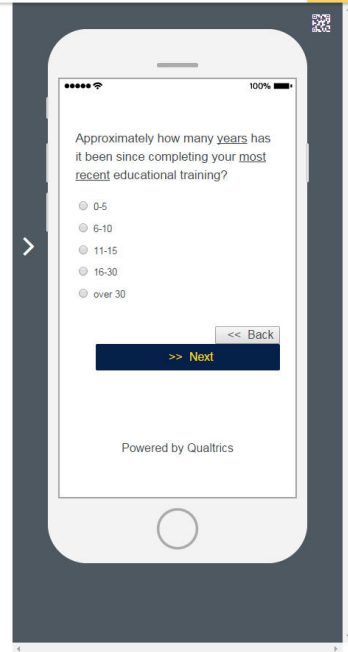 100%
Approximately how many years has
it been since completing your most
recent educational training?
0-5
6-10
11-15
16-30
over 30
<< Back
>> Next
Powered by Qualtrics